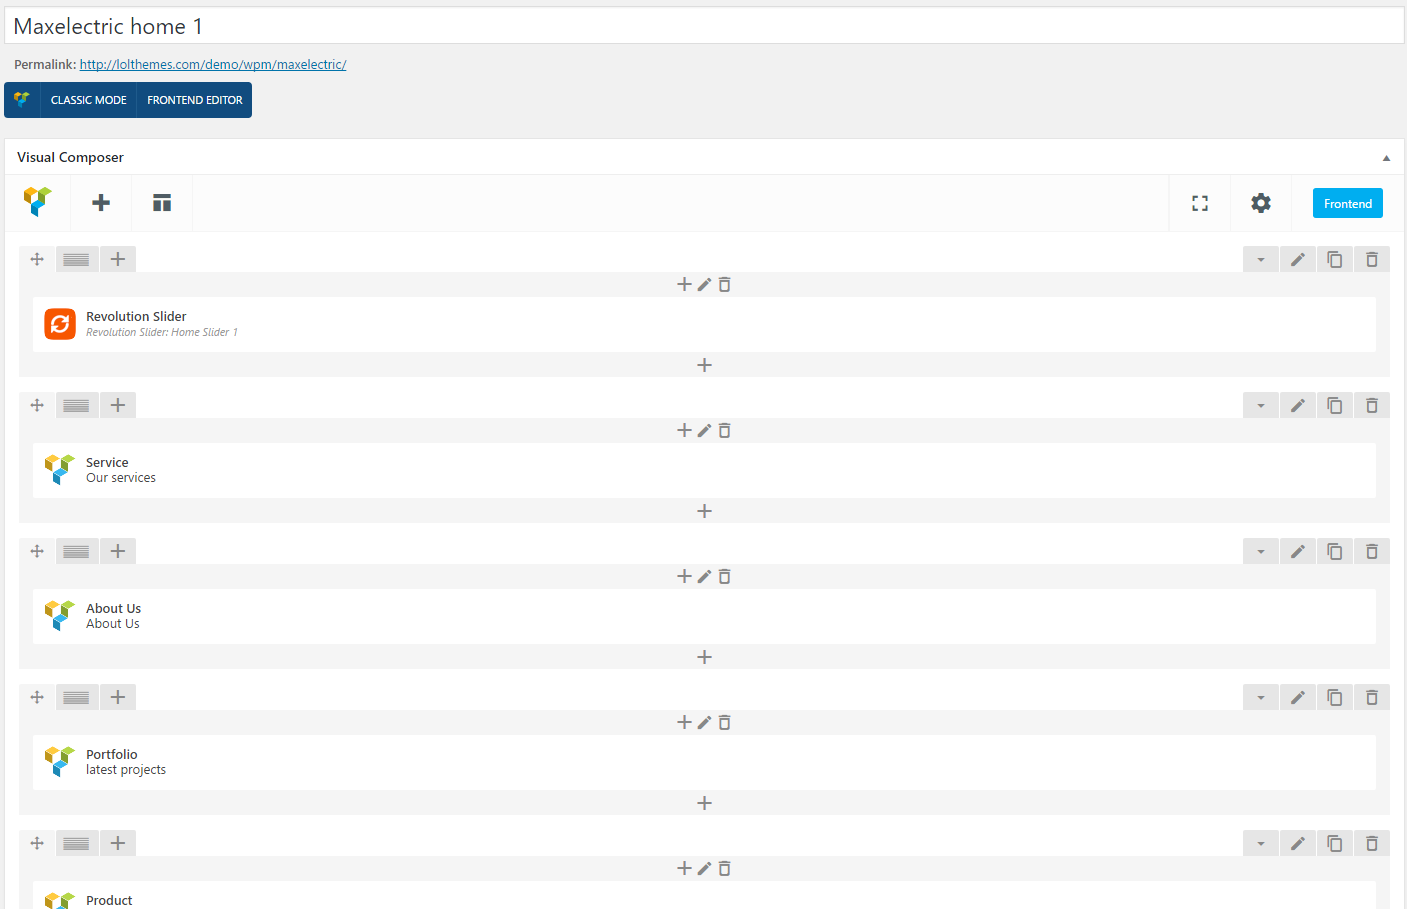 Maxelectric home 1
Permalink: http://lolthemes.com/demo/wpm/maxelectric/
CLASSIC MODE FRONTEND EDITOR
Visual Composer
Frontend
Revolution Slider
Revolution Slider: Home Slider 1
Service
Our services
About Us
About Us
Portfolio
latest projects
Product